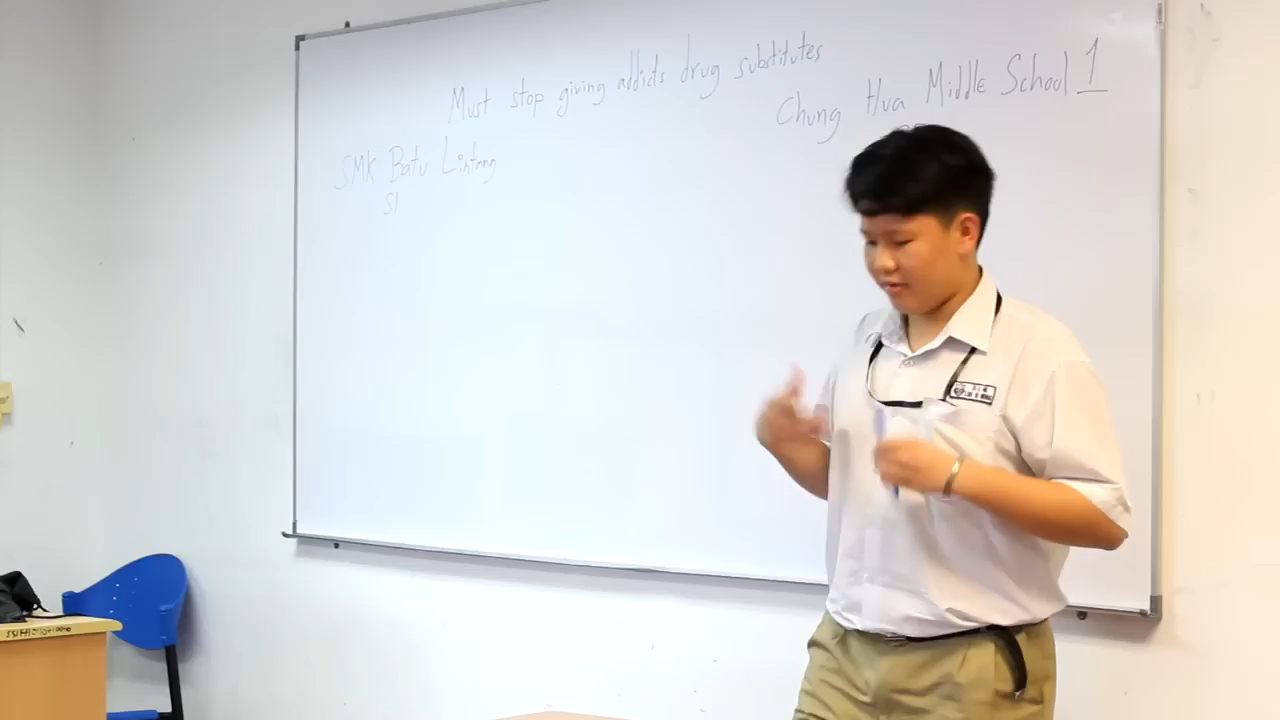 Must stop giving addicts drug substitutes
Chung Hua Middle School 1
SMK Batu Lintang
S1